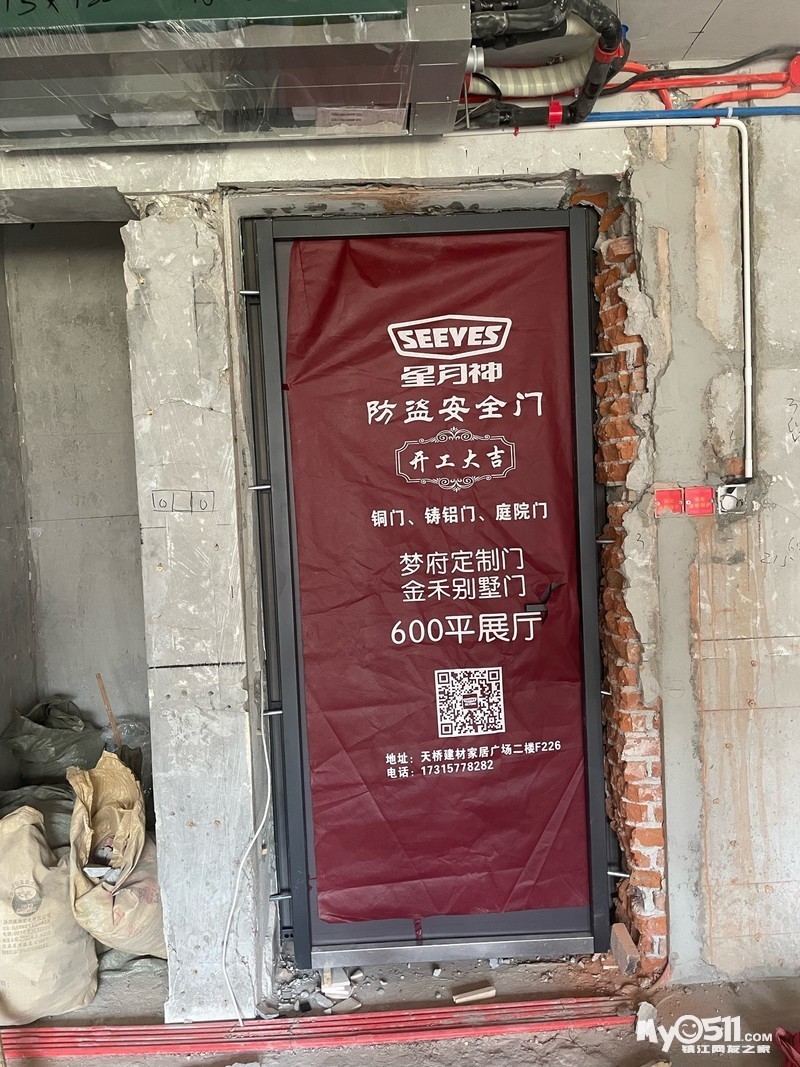 SEEYES
星月神
防盗安全门
开工大吉
铜门、铸铝门、庭院门
梦府定制门
金禾别墅门
600平展厅
地址：天桥建材家居广场二楼F226
电话：17315778282
MyO511.COM
镇江网友之家